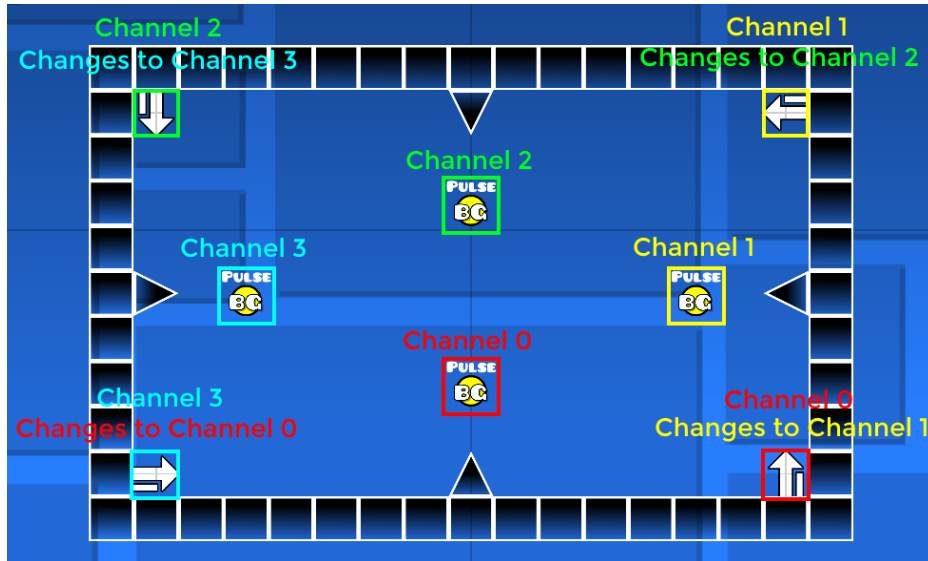 Channel 2
Changes to Channel 3
Channel 1
Changes to Channel 2
Channel 2
PULSE
BG
Channel 3
PULSE
BG
Channel 1
PULSE
BG
Channel 0
PULSE
BG
Channel 3
Changes to Channel 0
Channel 0
Changes to Channel 1